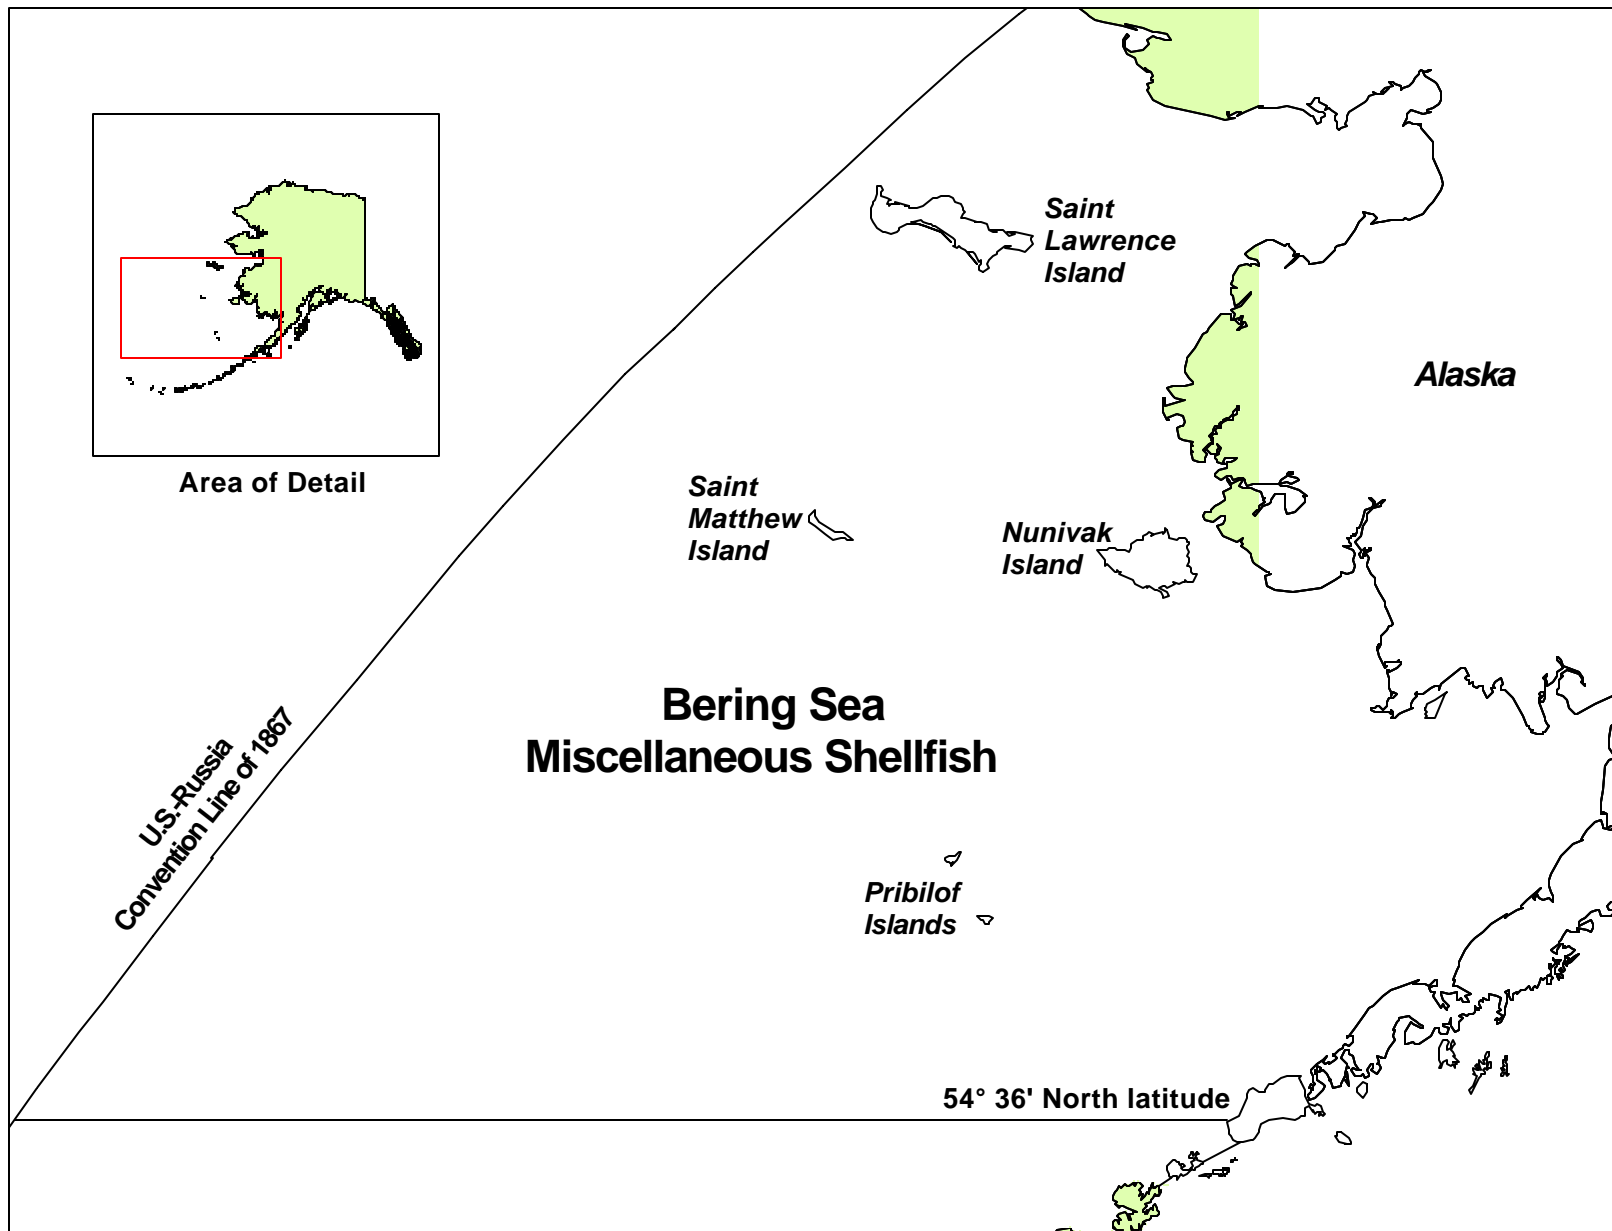 Saint
Lawrence
Island
Alaska
Area of Detail
Saint
Matthew
Island
Nunivak
Island
Bering Sea
Miscellaneous Shellfish
U.S.-Russia
Convention Line of 1867
Pribilof
Islands
54° 36' North latitude